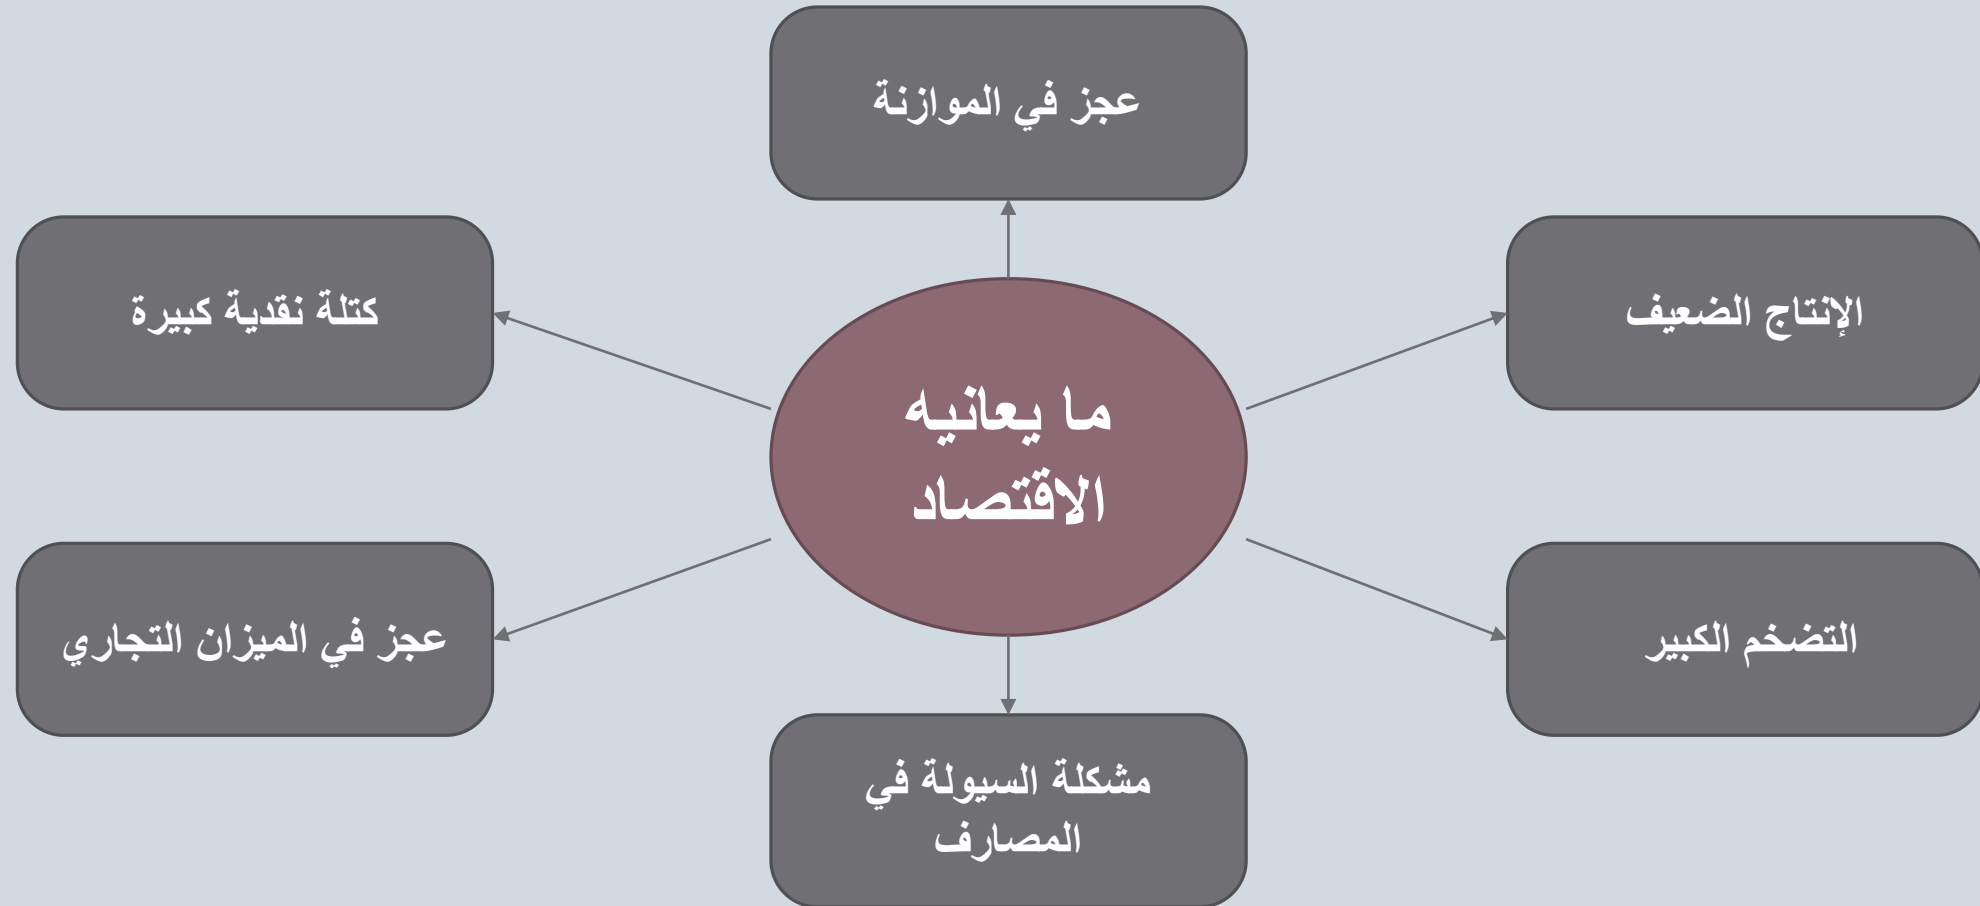 عجز في الموازنة
الإنتاج الضعيف
كتلة نقدية كبيرة
ما يعانيه
الاقتصاد
التضخم الكبير
عجز في الميزان التجاري
مشكلة السيولة في
المصارف